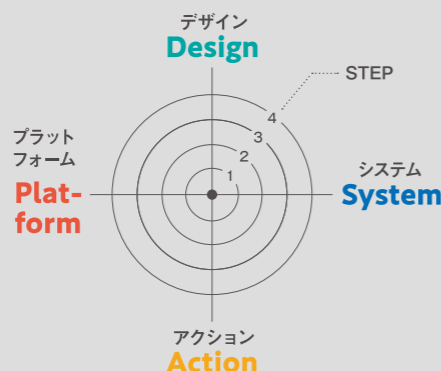 デザイン
Design
STEP
4
3
2
1
プラット
フォーム
Plat-
form
システム
System
アクション
Action